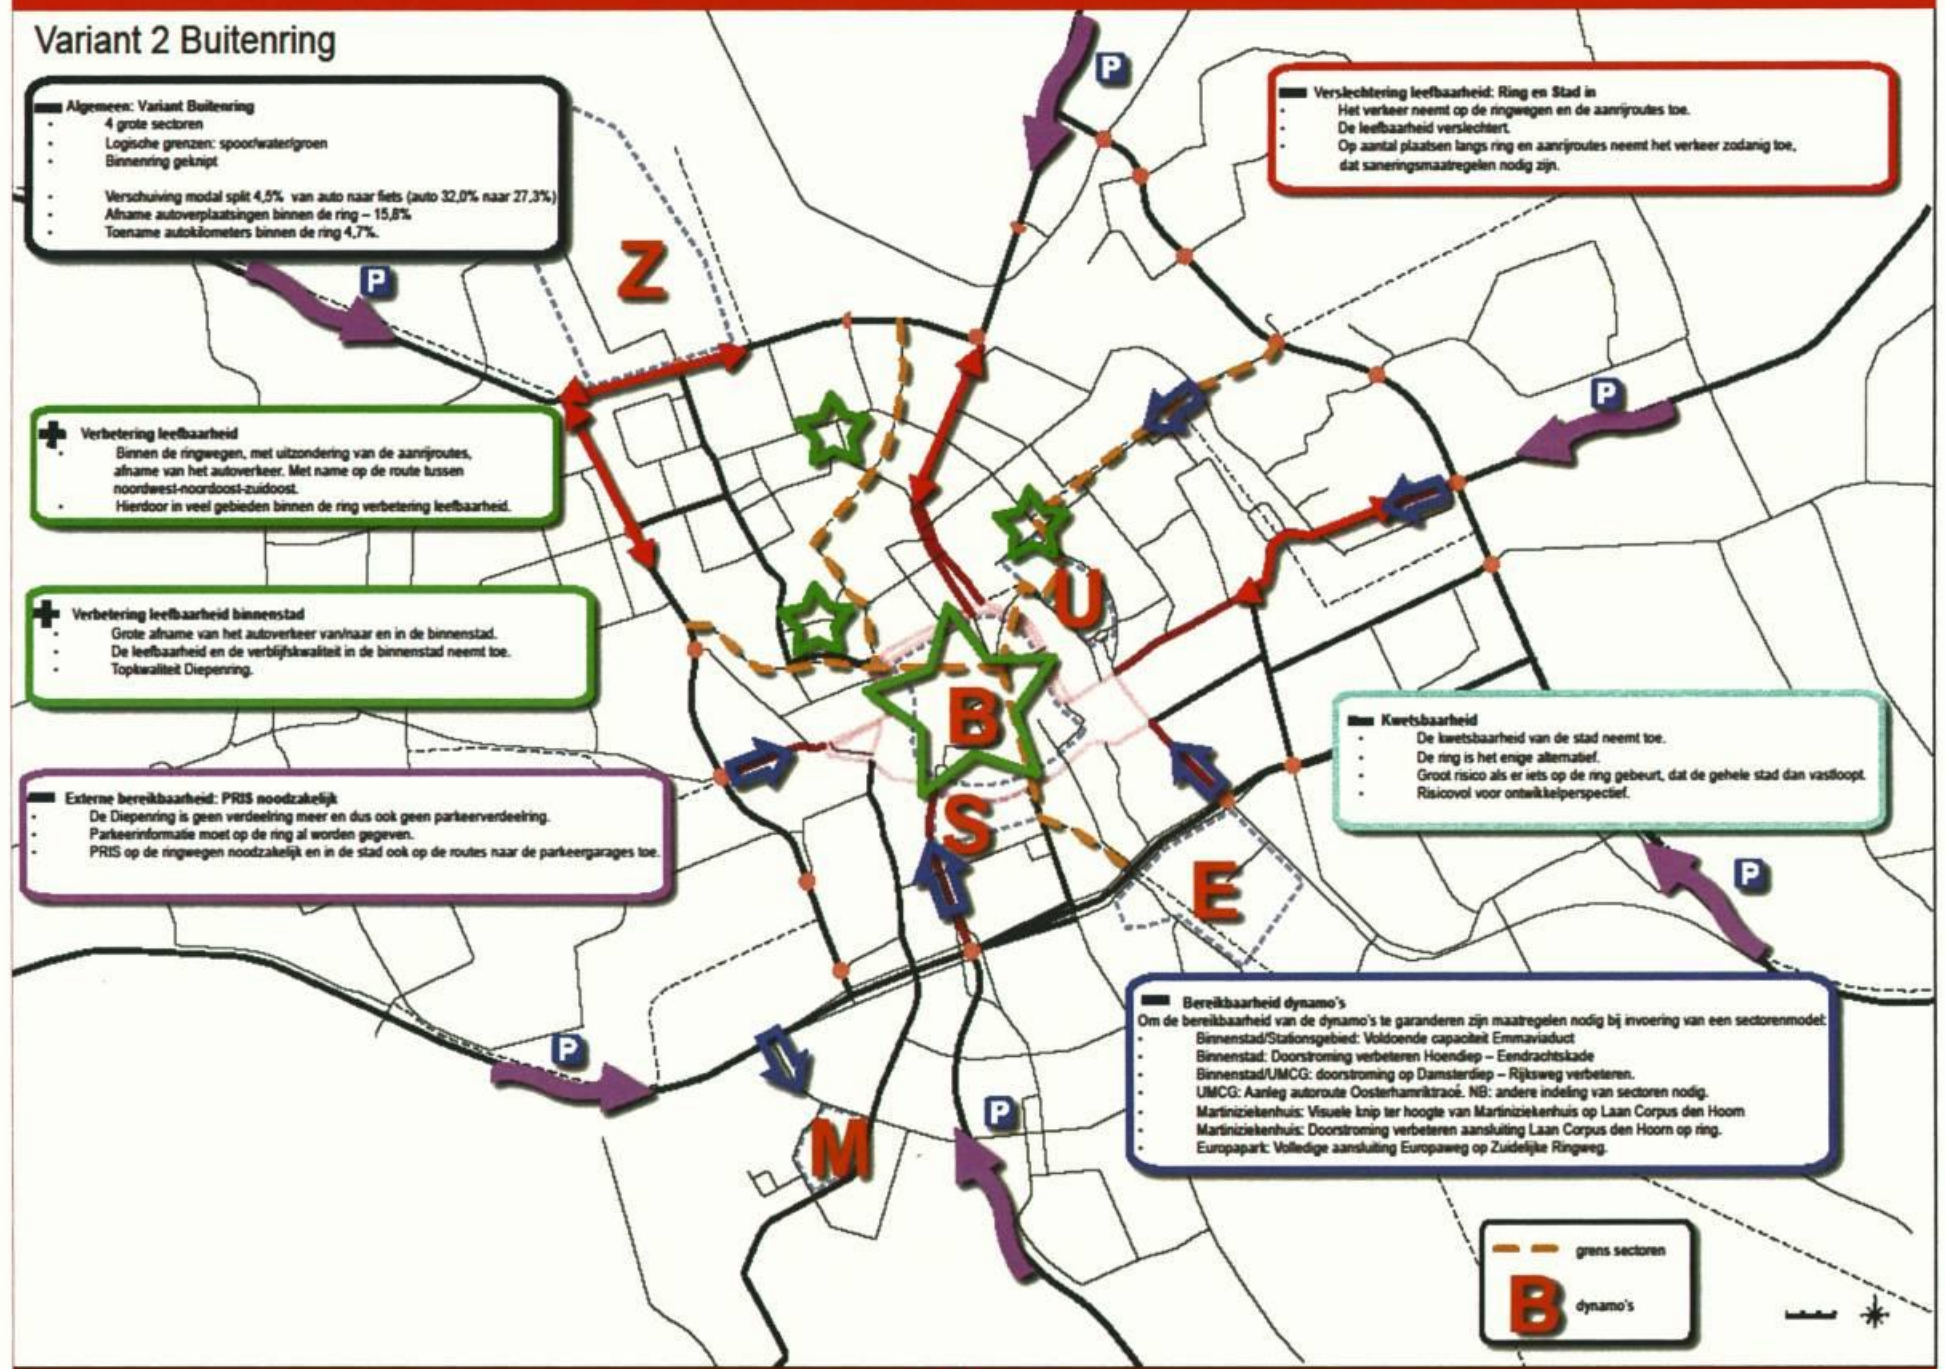 Variant 2 Buitenring
Algemeen: Variant Buitenring
4 grote sectoren
Logische grenzen: spoor/water/groen
Binnenring geknipt
Verschuiving modal split 4,5% van auto naar fiets (auto 32,0% naar 27,3%)
Afname autoverplaatsingen binnen de ring – 15,8%
Toename autokilometers binnen de ring 4,7%.
P
Verslechtering leefbaarheid: Ring en Stad in
Het verkeer neemt op de ringwegen en de aanrijroutes toe.
De leefbaarheid verslechtert.
Op aantal plaatsen langs ring en aanrijroutes neemt het verkeer zodanig toe,
dat saneringsmaatregelen nodig zijn.
Z
P
P
Verbetering leefbaarheid
Binnen de ringwegen, met uitzondering van de aanrijroutes,
afname van het autoverkeer. Met name op de route tussen
noordwest-noordoost-zuidoost.
Hierdoor in veel gebieden binnen de ring verbetering leefbaarheid.
Verbetering leefbaarheid binnenstad
Grote afname van het autoverkeer van/naar en in de binnenstad.
De leefbaarheid en de verblijfskwaliteit in de binnenstad neemt toe.
Topkwaliteit Diepenring.
U
B
S
E
Kwetsbaarheid
De kwetsbaarheid van de stad neemt toe.
De ring is het enige alternatief.
Groot risico als er iets op de ring gebeurt, dat de gehele stad dan vastloopt.
Risicovol voor ontwikkelperspectief.
Externe bereikbaarheid: PRIS noodzakelijk
De Diepenring is geen verdeelring meer en dus ook geen parkeerverdeelring.
Parkeerinformatie moet op de ring al worden gegeven.
PRIS op de ringwegen noodzakelijk en in de stad ook op de routes naar de parkeergarages toe.
P
P
P
M
Bereikbaarheid dynamo's
Om de bereikbaarheid van de dynamo's te garanderen zijn maatregelen nodig bij invoering van een sectorenmodel:
Binnenstad/Stationsgebied: Voldoende capaciteit Emmaviaduct
Binnenstad: Doorstroming verbeteren Hoendiep – Eendrachtskade
Binnenstad/UMCG: doorstroming op Damsterdiep – Rijksweg verbeteren.
UMCG: Aanleg autoroute Oosterhamriktracé. NB: andere indeling van sectoren nodig.
Martiniziekenhuis: Visuele knip ter hoogte van Martiniziekenhuis op Laan Corpus den Hoorn
Martiniziekenhuis: Doorstroming verbeteren aansluiting Laan Corpus den Hoorn op ring.
Europapark: Volledige aansluiting Europaweg op Zuidelijke Ringweg.
grens sectoren
B dynamo's